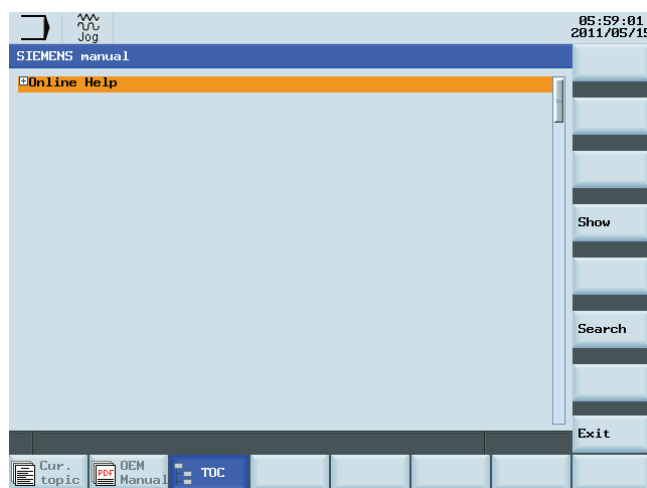 Jog
05:59:01
2011/05/15
SIEMENS manual
Online Help
Show
Search
Exit
Cur.
topic
PDF
OEM
Manual
TOC